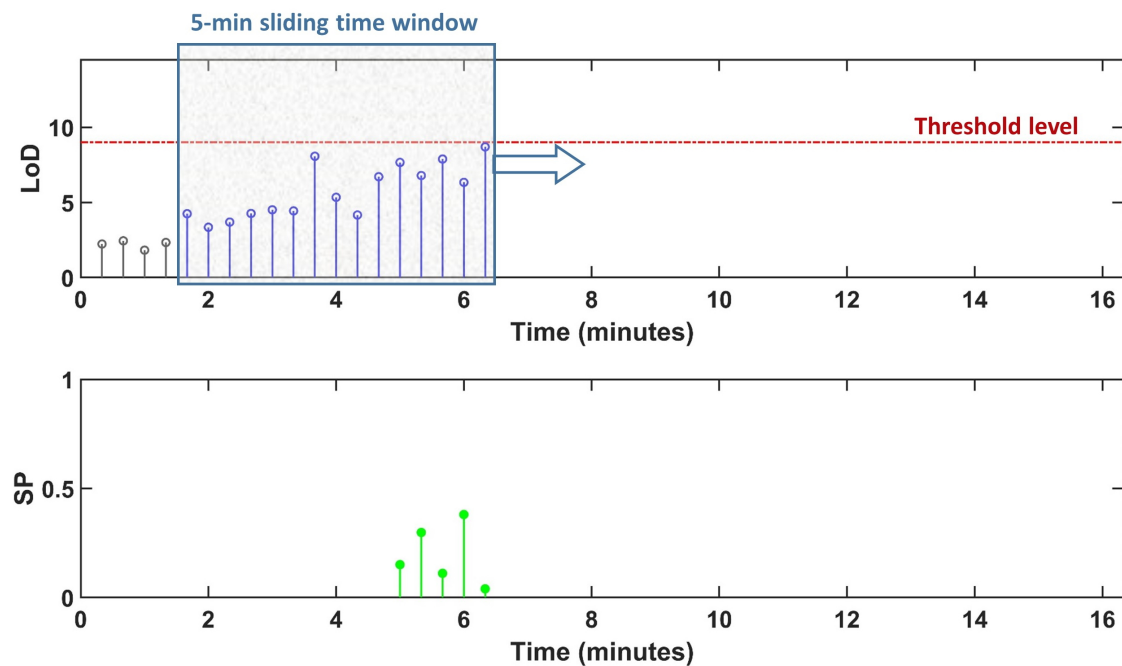 5-min sliding time window
Threshold level
10
5
0
LoD
0 2 4 6 8 10 12 14 16
Time (minutes)
1
0.5
0
SP
0 2 4 6 8 10 12 14 16
Time (minutes)